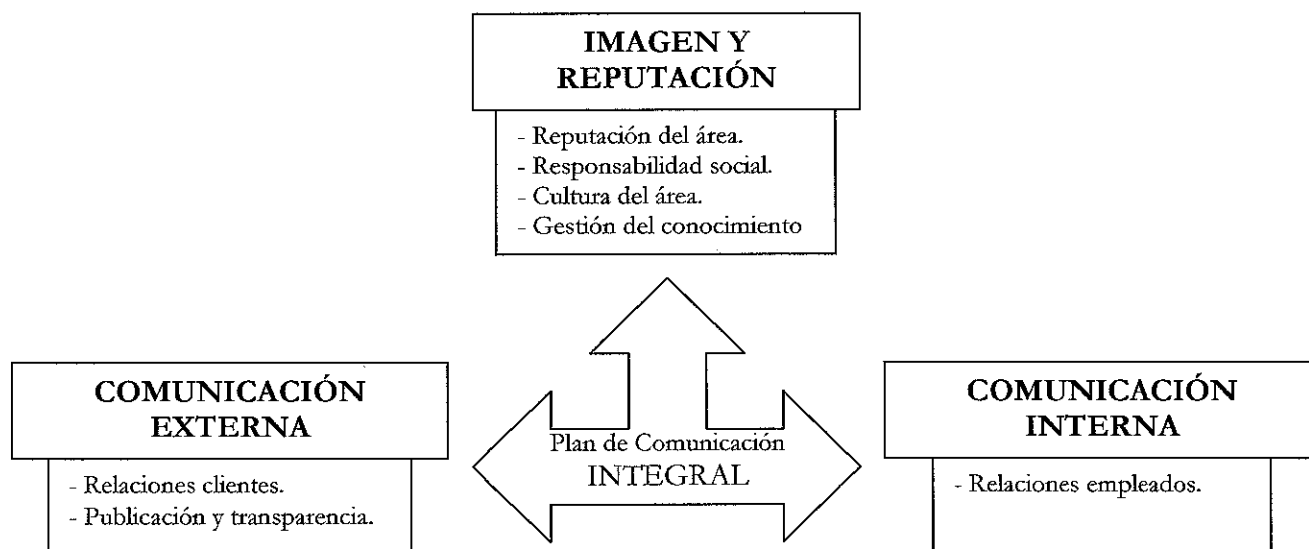 IMAGEN Y
REPUTACIÓN
- Reputación del área.
- Responsabilidad social.
- Cultura del área.
- Gestión del conocimiento
COMUNICACIÓN
EXTERNA
- Relaciones clientes.
- Publicación y transparencia.
Plan de Comunicación
INTEGRAL
COMUNICACIÓN
INTERNA
- Relaciones empleados.